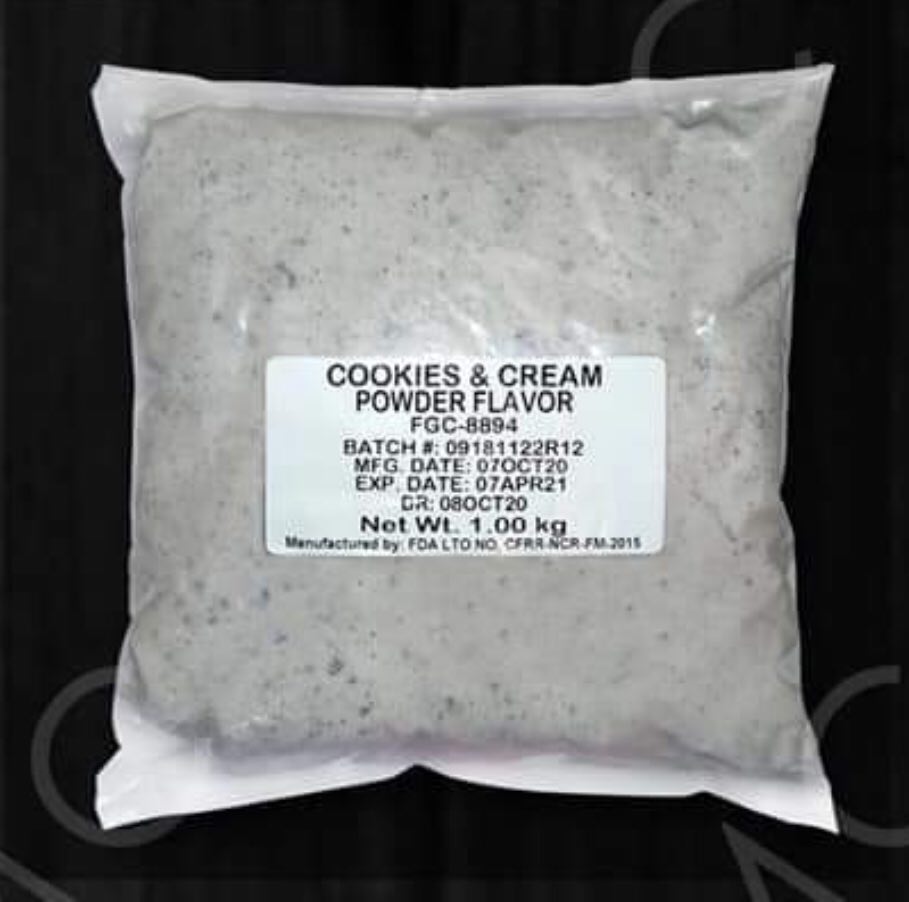 COOKIES & CREAM
POWDER FLAVOR
FGC-8894
BATCH #: 09181122R12
MFG. DATE: 07OCT20
EXP. DATE: 07APR21
DR: 08OCT20
Net Wt. 1.00 kg
Manufactured by: FDA LTO NO. CFRR-NCR-FM-2015